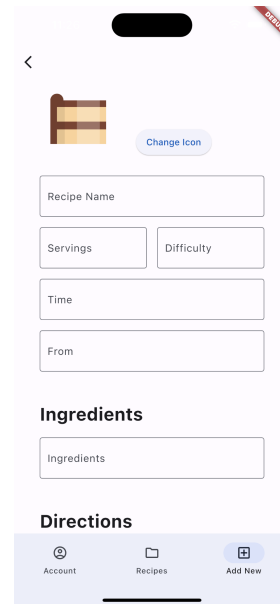 Change Icon
Recipe Name
Servings Difficulty
Time
From
Ingredients
Ingredients
Directions
Account Recipes Add New